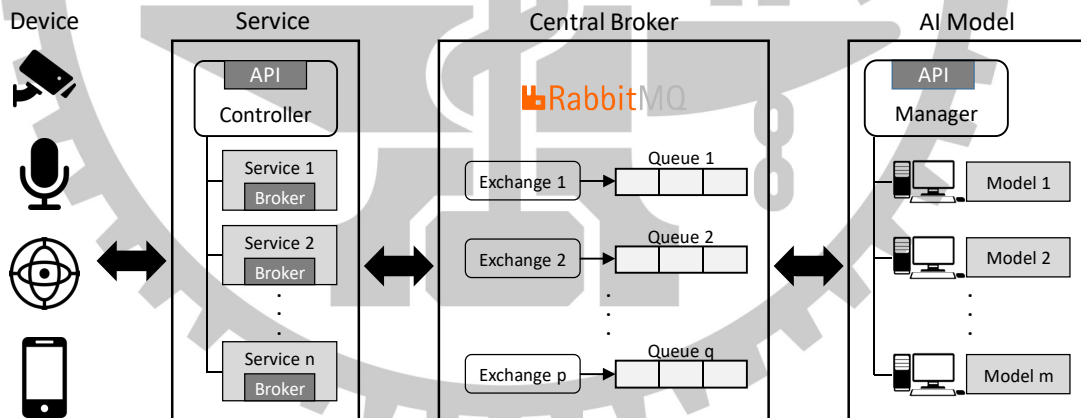 Device
Service
Central Broker
AI Model
API
Controller
Service 1
Broker
Service 2
Broker
.
.
.
Service n
Broker
RabbitMQ
Exchange 1
Queue 1
Exchange 2
Queue 2
.
.
.
.
.
.
Exchange p
Queue q
API
Manager
Model 1
Model 2
.
.
.
.
.
.
Model m